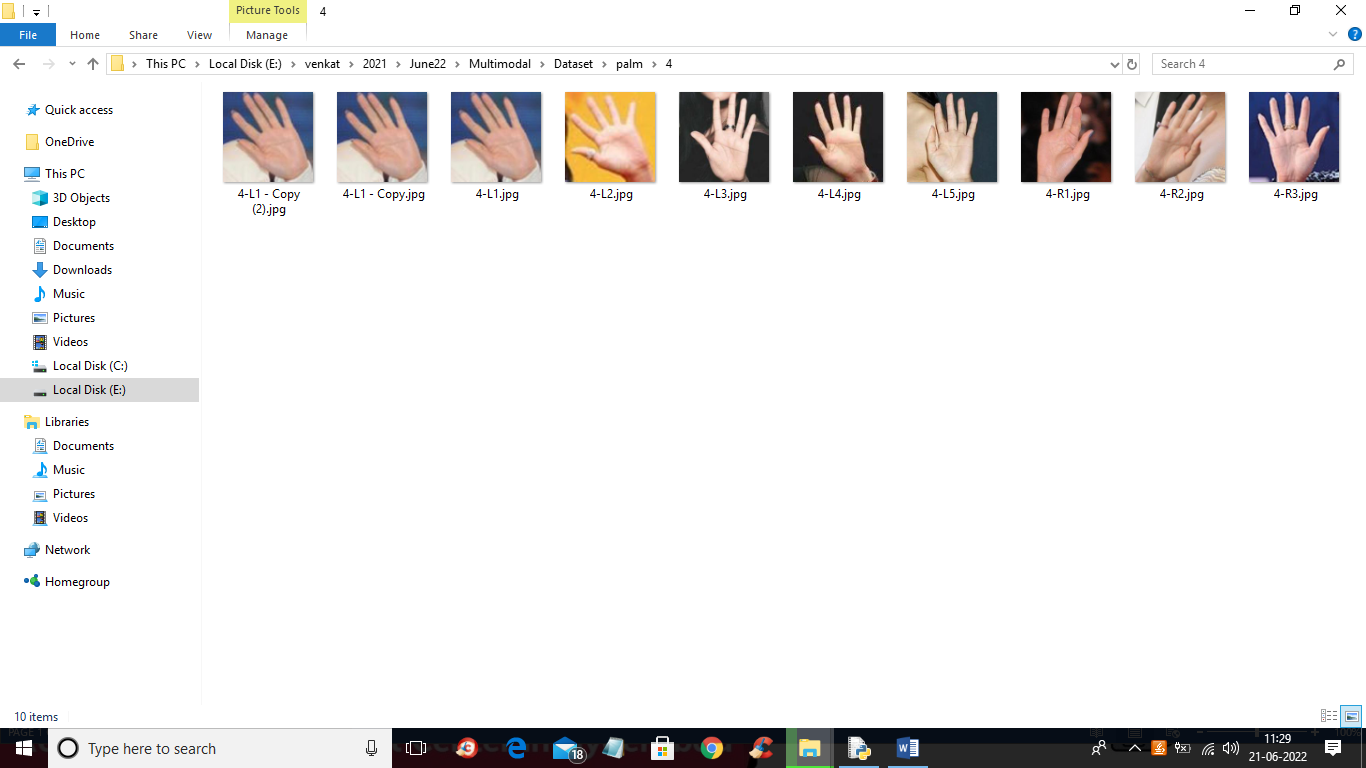 Picture Tools
4
File
Home
Share
View
Manage
This PC
Local Disk (E:)
venkat
2021
June22
Multimodal
Dataset
palm
4
Search 4
Quick access
OneDrive
This PC
3D Objects
Desktop
Documents
Downloads
Music
Pictures
Videos
Local Disk (C:)
Local Disk (E:)
Libraries
Documents
Music
Pictures
Videos
Network
Homegroup
4-L1 - Copy
(2).jpg
4-L1 - Copy.jpg
4-L1.jpg
4-L2.jpg
4-L3.jpg
4-L4.jpg
4-L5.jpg
4-R1.jpg
4-R2.jpg
4-R3.jpg
10 items
Type here to search
18
100%
11:29
21-06-2022